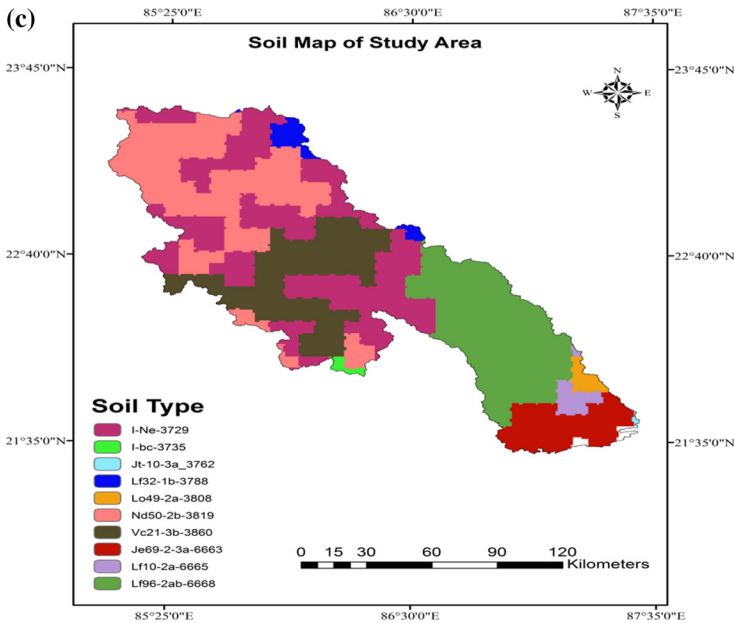 (c)
85°25'0"E 86°30'0"E 87°35'0"E
Soil Map of Study Area
23°45'0"N 23°45'0"N
N
W E
S
22°40'0"N 22°40'0"N
Soil Type
I-Ne-3729
I-bc-3735
Jt-10-3a_3762
Lf32-1b-3788
Lo49-2a-3808
Nd50-2b-3819
Vc21-3b-3860
Je69-2-3a-6663
Lf10-2a-6665
Lf96-2ab-6668
21°35'0"N 21°35'0"N
0 15 30 60 90 120
Kilometers
85°25'0"E 86°30'0"E 87°35'0"E